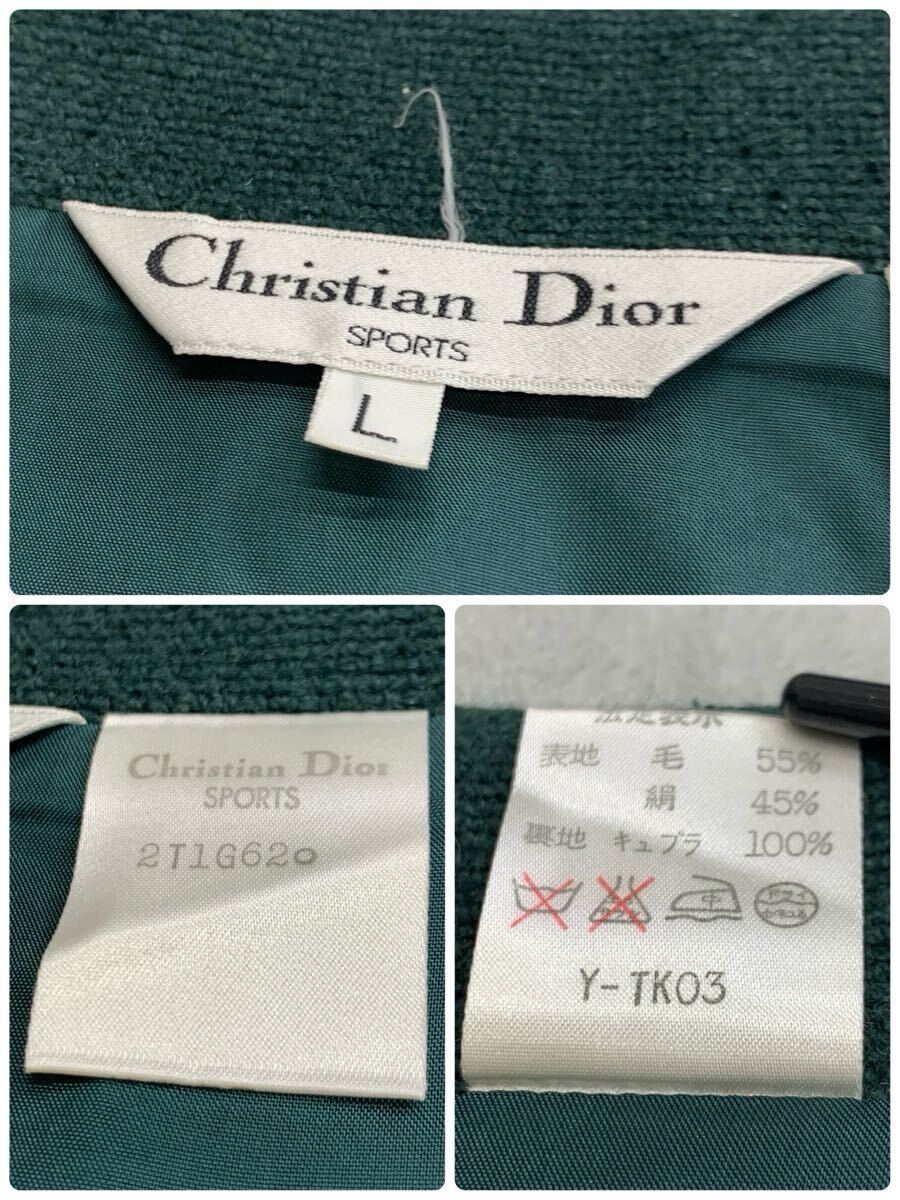 Christian Dior
SPORTS
L
Christian Dior
SPORTS
2T1G620
表地 毛 55%
絹 45%
裏地 キュプラ 100%
中
Y-TK03